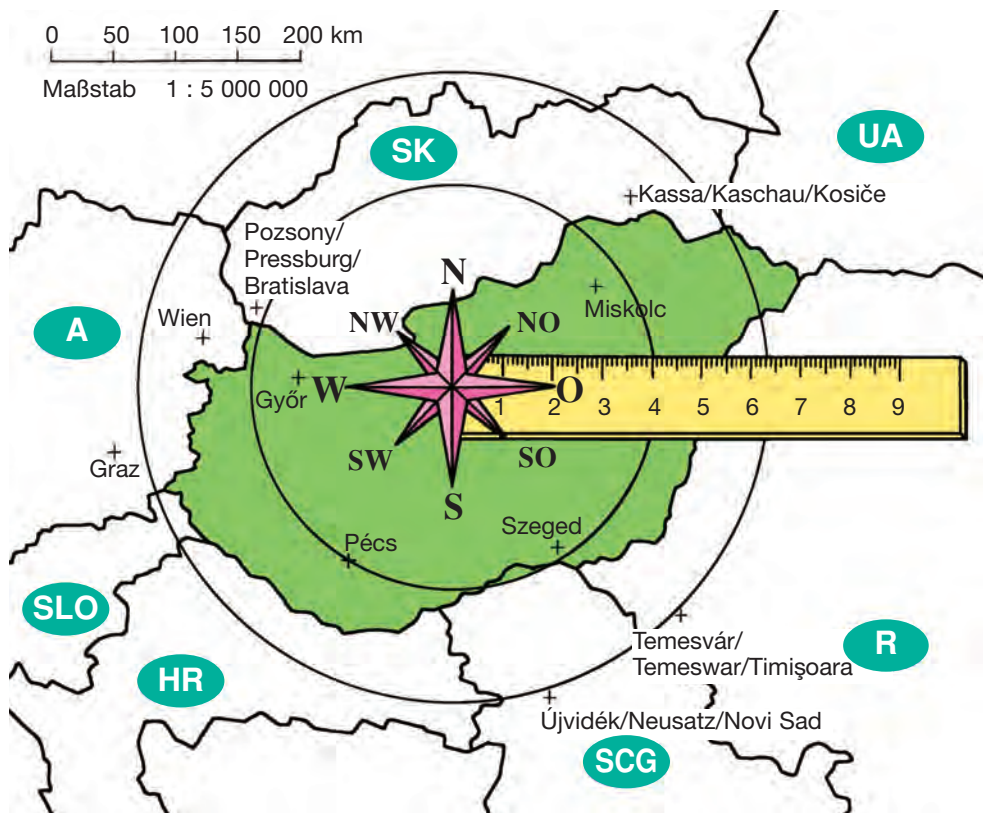 0 50 100 150 200 km
Maßstab 1 : 5 000 000
SK
UA
Kassa/Kaschau/Kosiče
Pozsony/
Pressburg/
Bratislava
N
Miskolc
A
Wien
NW
NO
Győr
W
O
1 2 3 4 5 6 7 8 9
Graz
SW
SO
S
Szeged
Pécs
SLO
Temesvár/
Temeswar/Timişoara
R
HR
Újvidék/Neusatz/Novi Sad
SCG